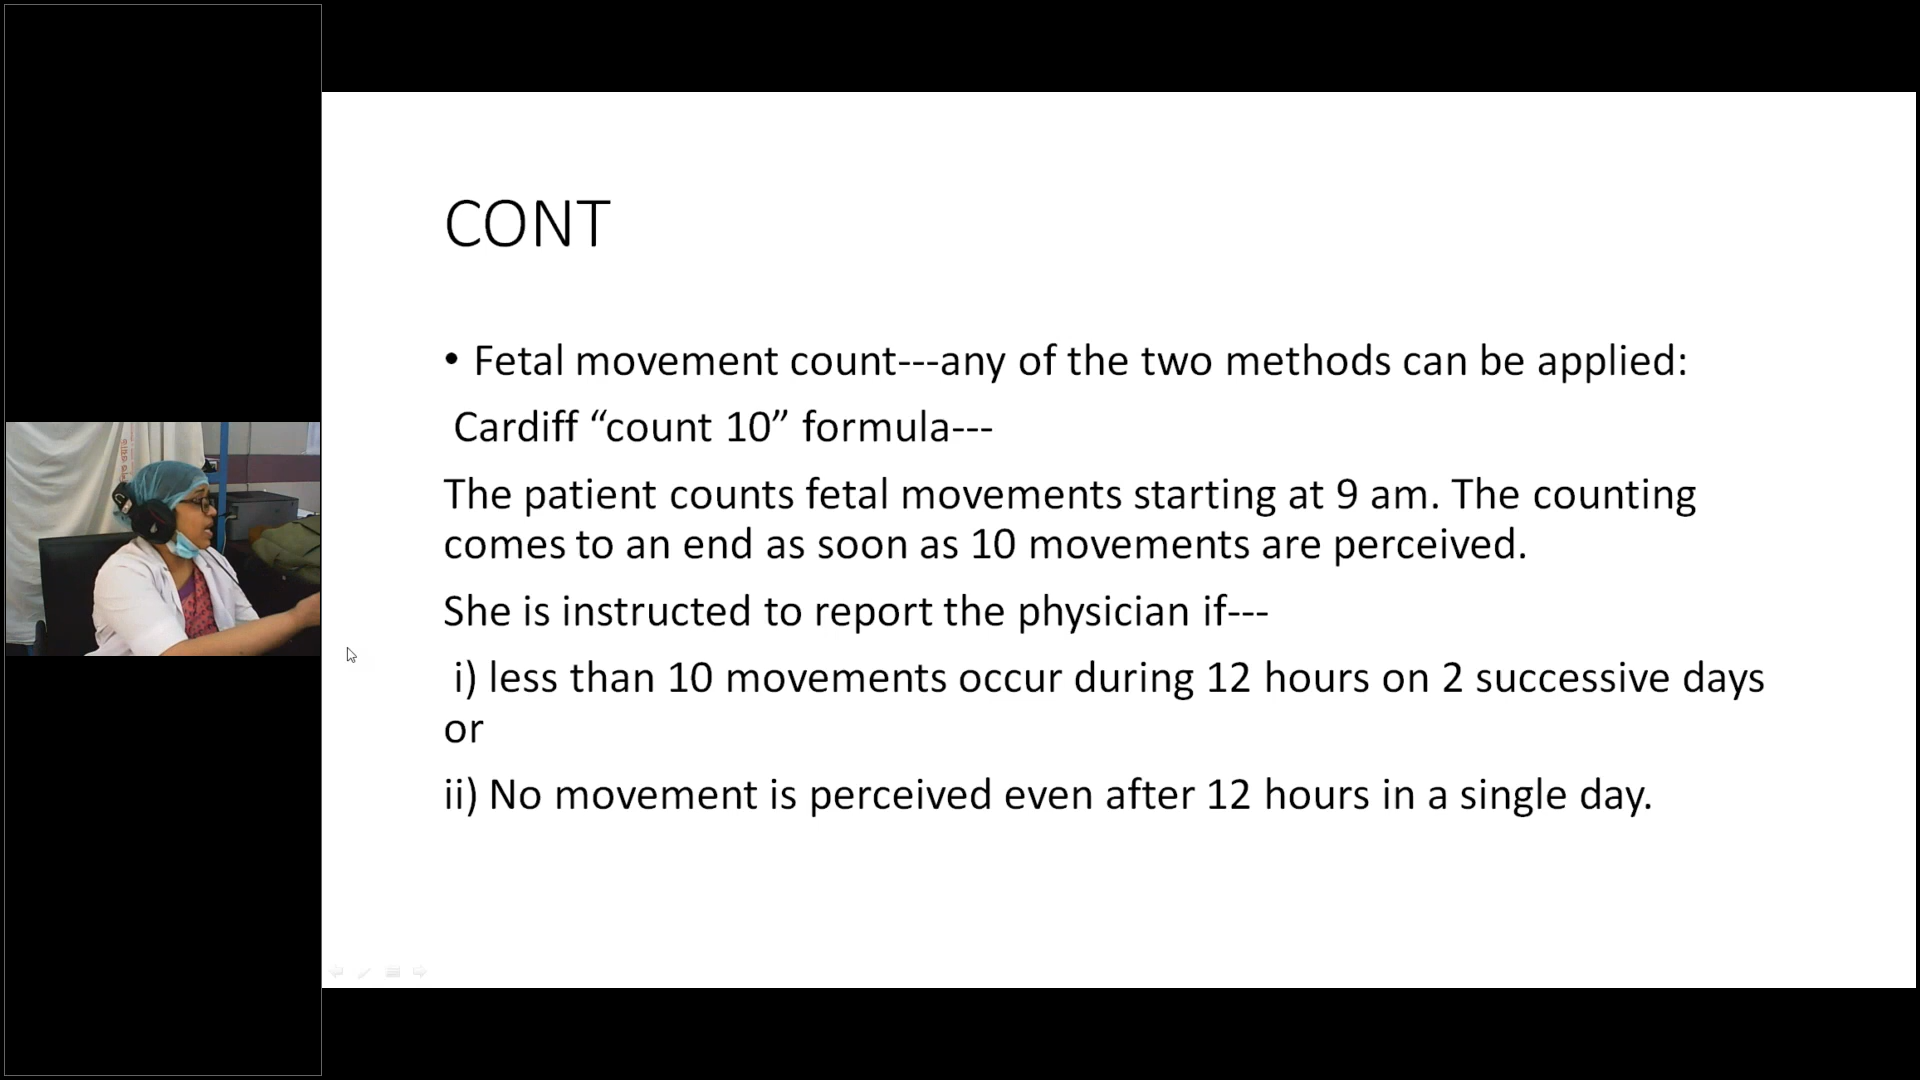 CONT
• Fetal movement count---any of the two methods can be applied:
Cardiff “count 10” formula---
The patient counts fetal movements starting at 9 am. The counting
comes to an end as soon as 10 movements are perceived.
She is instructed to report the physician if---
i) less than 10 movements occur during 12 hours on 2 successive days
or
ii) No movement is perceived even after 12 hours in a single day.